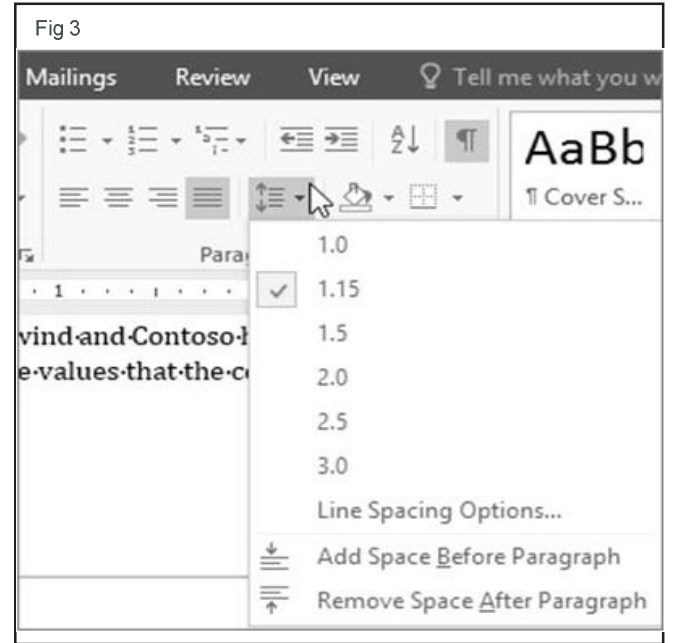 Fig 3
Mailings Review View Tell me what you w
AaBb
¶ Cover S...
Para
1
1.0
1.15
vind·and·Contoso·h
1.5
e·values·that·the·c
2.0
2.5
3.0
Line Spacing Options...
Add Space Before Paragraph
Remove Space After Paragraph